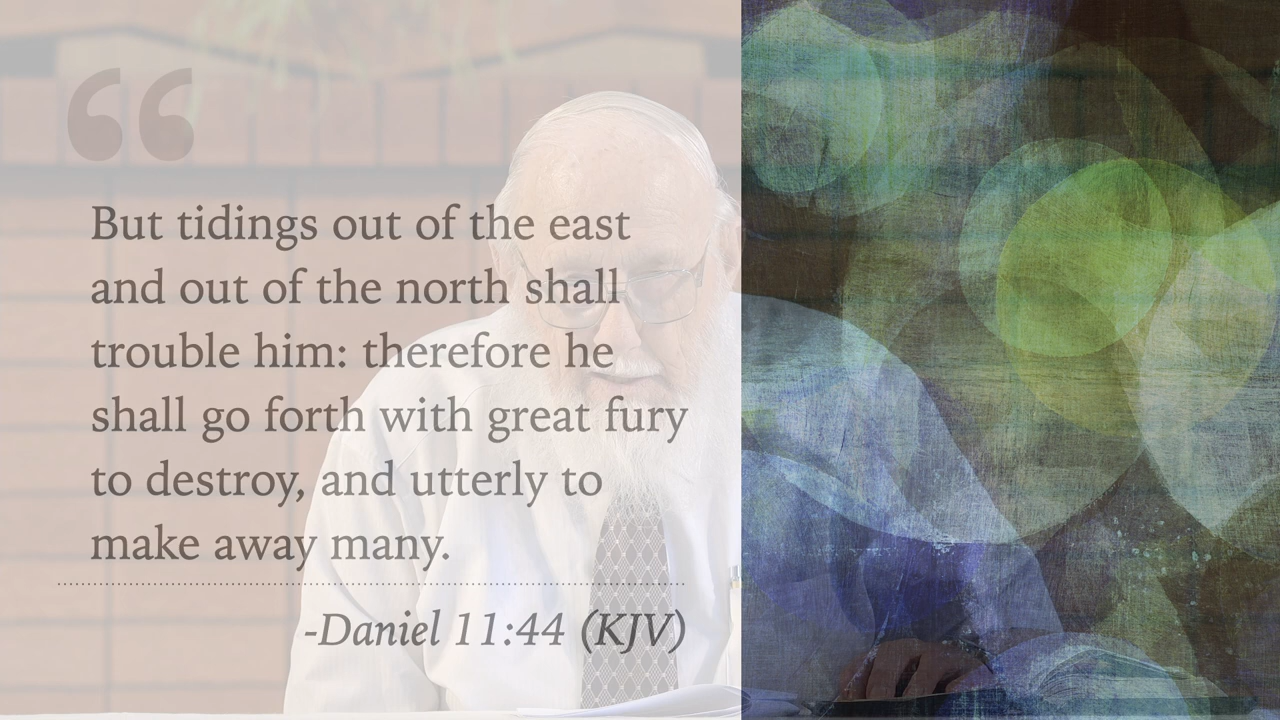 “
But tidings out of the east
and out of the north shall
trouble him: therefore he
shall go forth with great fury
to destroy, and utterly to
make away many.
-Daniel 11:44 (KJV)